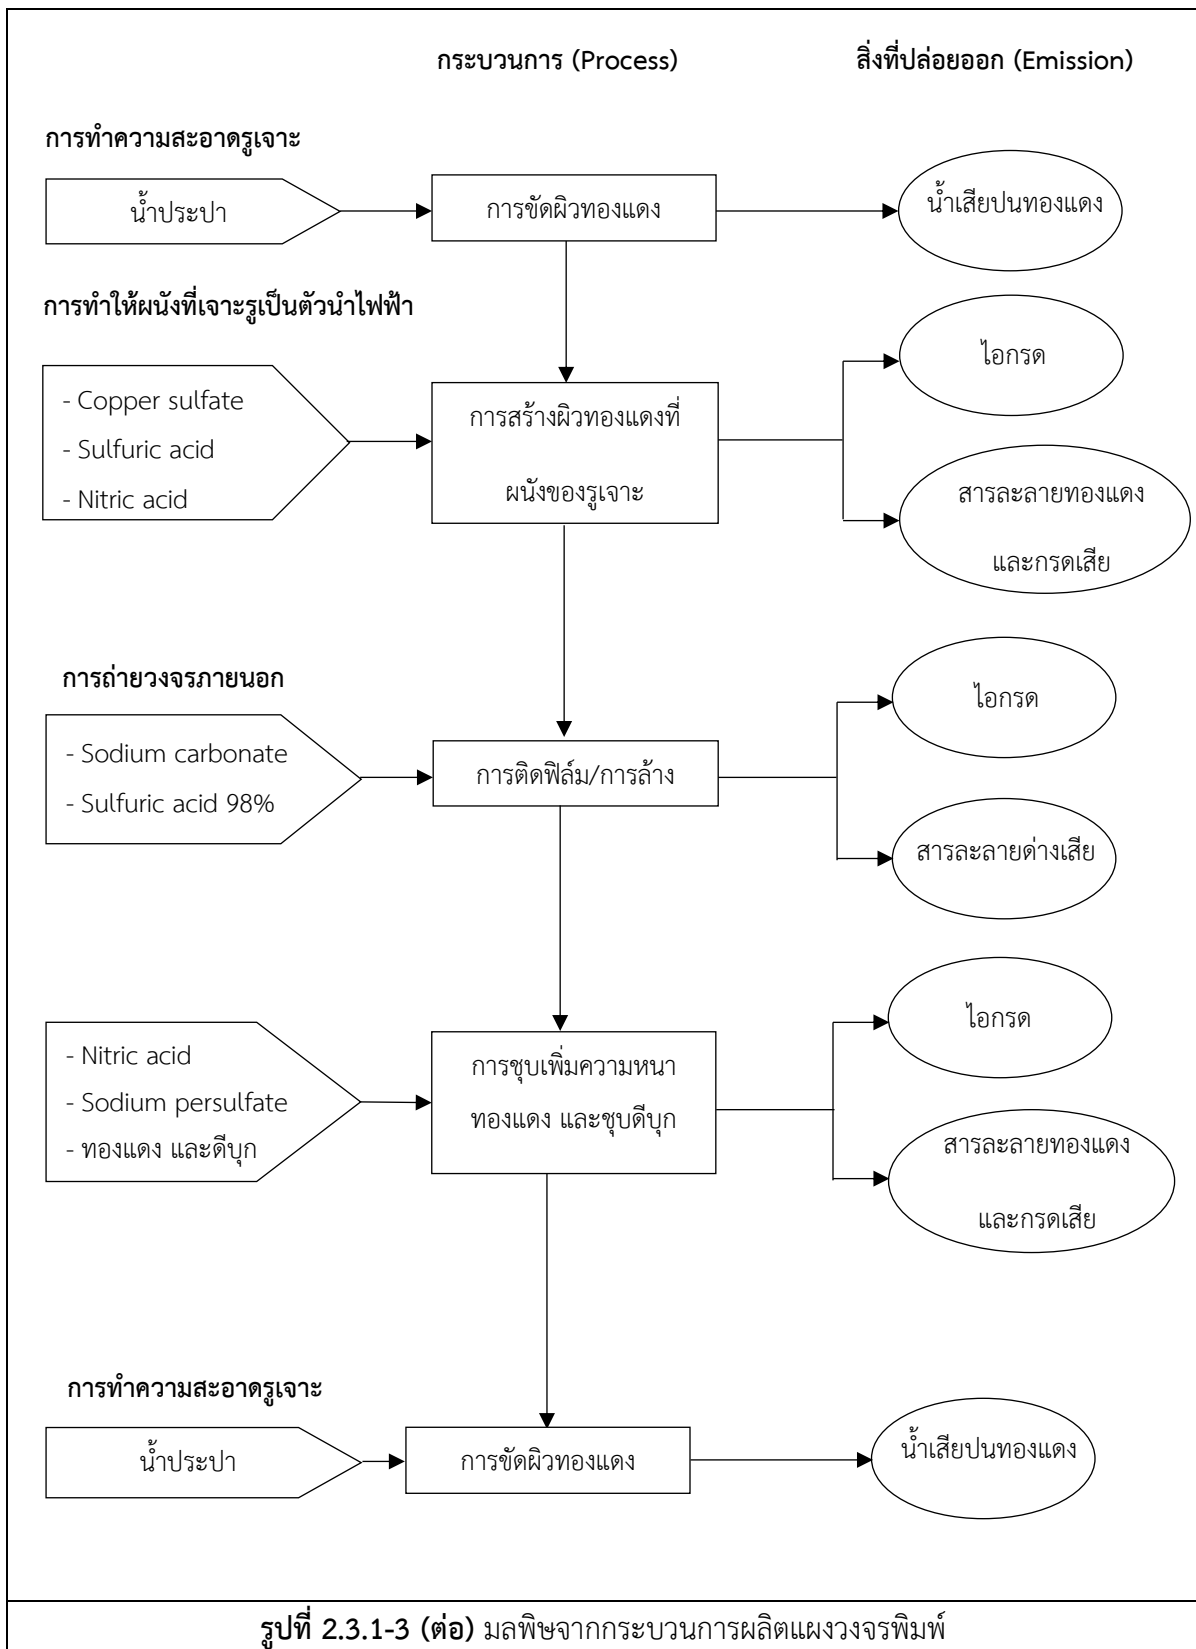 กระบวนการ (Process)
สิ่งที่ปล่อยออก (Emission)
การทำความสะอาดรูเจาะ
น้ำประปา
การขัดผิวทองแดง
น้ำเสียปนทองแดง
การทำให้ผนังที่เจาะรูเป็นตัวนำไฟฟ้า
- Copper sulfate
- Sulfuric acid
- Nitric acid
การสร้างผิวทองแดงที่
ผนังของรูเจาะ
ไอกรด
สารละลายทองแดง
และกรดเสีย
การถ่ายวงจรภายนอก
- Sodium carbonate
- Sulfuric acid 98%
การติดฟิล์ม/การล้าง
ไอกรด
สารละลายด่างเสีย
- Nitric acid
- Sodium persulfate
- ทองแดง และดีบุก
การชุบเพิ่มความหนา
ทองแดง และชุบดีบุก
ไอกรด
สารละลายทองแดง
และกรดเสีย
การทำความสะอาดรูเจาะ
น้ำประปา
การขัดผิวทองแดง
น้ำเสียปนทองแดง
รูปที่ 2.3.1-3 (ต่อ) มลพิษจากกระบวนการผลิตแผงวงจรพิมพ์